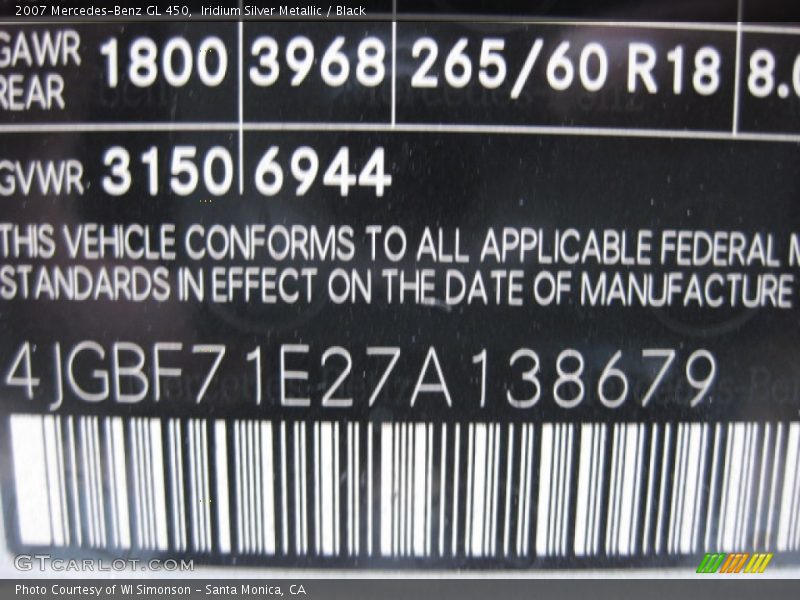 2007 Mercedes-Benz GL 450, Iridium Silver Metallic / Black
GAWR REAR 1800 3968 265/60 R18 8.0
GVWR 3150 6944
THIS VEHICLE CONFORMS TO ALL APPLICABLE FEDERAL M
STANDARDS IN EFFECT ON THE DATE OF MANUFACTURE
4JGBF71E27A138679
GTCARLOT.COM
Photo Courtesy of WI Simonson - Santa Monica, CA